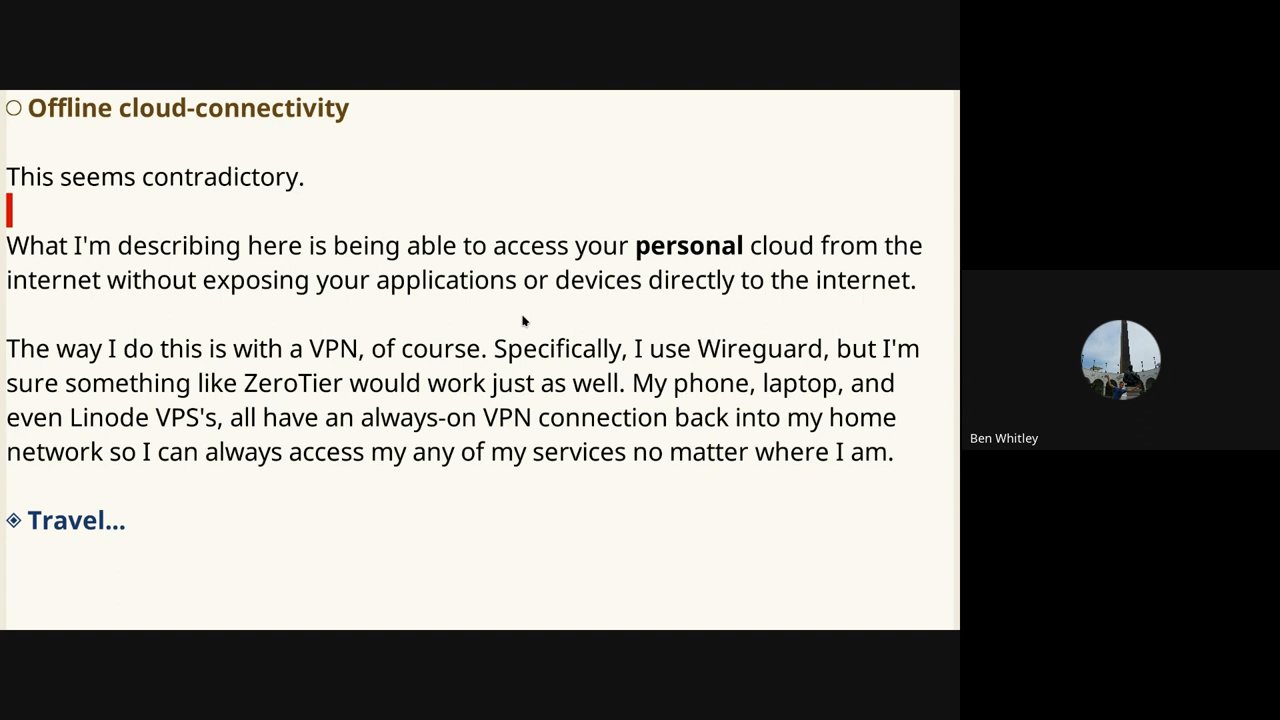 Offline cloud-connectivity
This seems contradictory.
What I'm describing here is being able to access your personal cloud from the
internet without exposing your applications or devices directly to the internet.
The way I do this is with a VPN, of course. Specifically, I use Wireguard, but I'm
sure something like ZeroTier would work just as well. My phone, laptop, and
even Linode VPS's, all have an always-on VPN connection back into my home
network so I can always access my any of my services no matter where I am.
Travel...
Ben Whitley